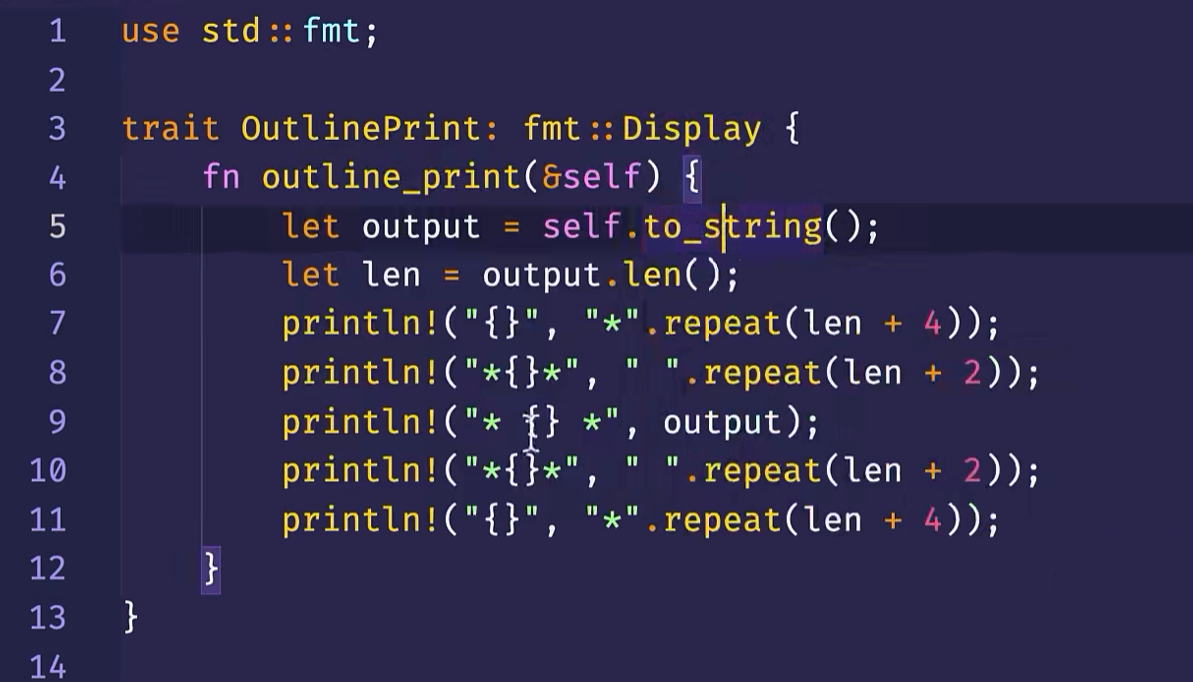 1 use std::fmt;
2
3 trait OutlinePrint: fmt::Display {
4     fn outline_print(&self) {
5         let output = self.to_string();
6         let len = output.len();
7         println!("{}", "*".repeat(len + 4));
8         println!("*{}*", " ".repeat(len + 2));
9         println!("* {} *", output);
10         println!("*{}*", " ".repeat(len + 2));
11         println!("{}", "*".repeat(len + 4));
12     }
13 }
14